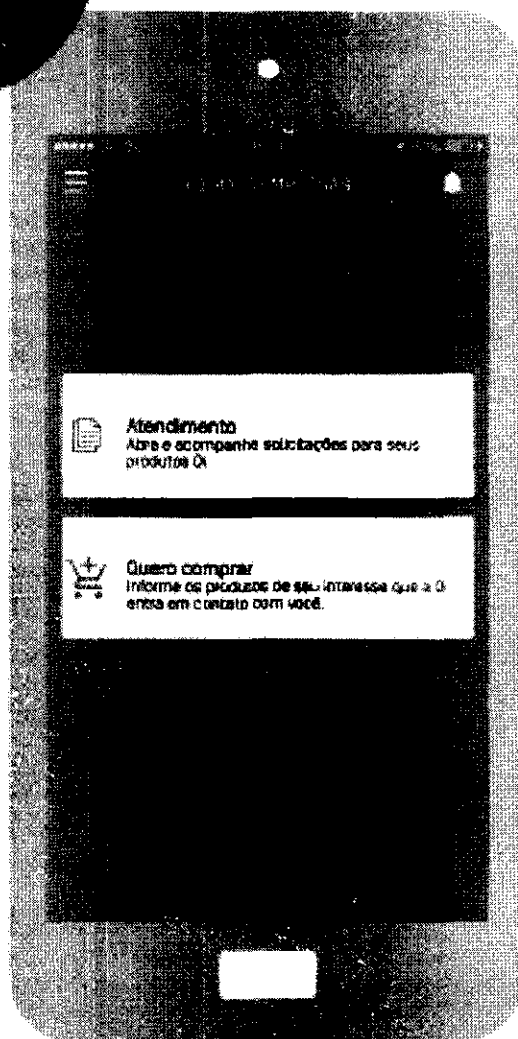 Atendimento
Abra e acompanhe solicitações para seus
produtos Oi
Quero comprar
Informe os produtos de seu interesse que a Oi
entra em contato com você.